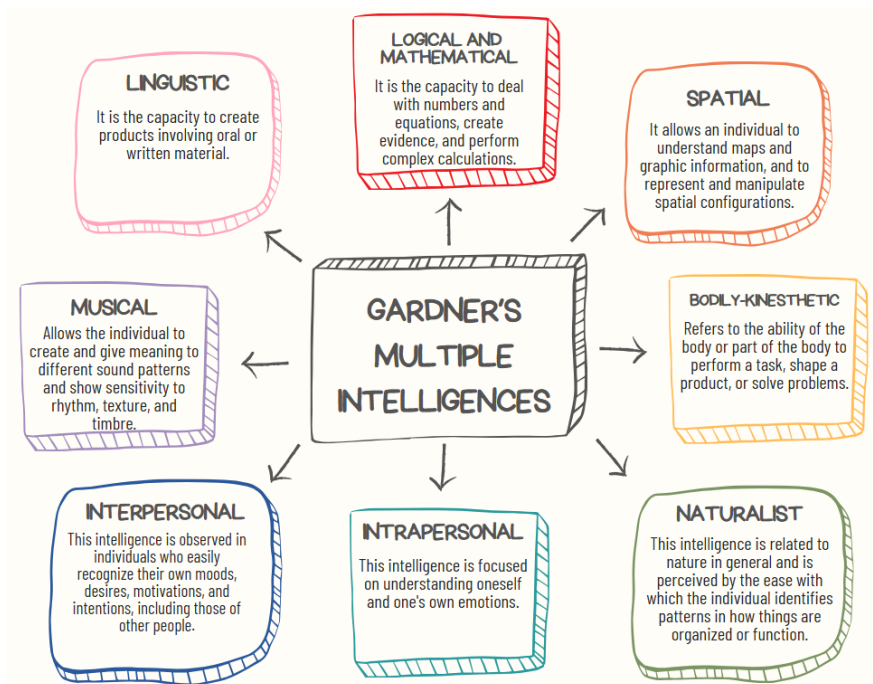 LINGUISTIC
It is the capacity to create
products involving oral or
written material.
LOGICAL AND
MATHEMATICAL
It is the capacity to deal
with numbers and
equations, create
evidence, and perform
complex calculations.
SPATIAL
It allows an individual to
understand maps and
graphic information, and to
represent and manipulate
spatial configurations.
MUSICAL
Allows the individual to
create and give meaning to
different sound patterns
and show sensitivity to
rhythm, texture, and
timbre.
GARDNER'S
MULTIPLE
INTELLIGENCES
BODILY-KINESTHETIC
Refers to the ability of the
body or part of the body to
perform a task, shape a
product, or solve problems.
INTERPERSONAL
This intelligence is observed in
individuals who easily
recognize their own moods,
desires, motivations, and
intentions, including those of
other people.
INTRAPERSONAL
This intelligence is focused
on understanding oneself
and one's own emotions.
NATURALIST
This intelligence is related to
nature in general and is
perceived by the ease with
which the individual identifies
patterns in how things are
organized or function.